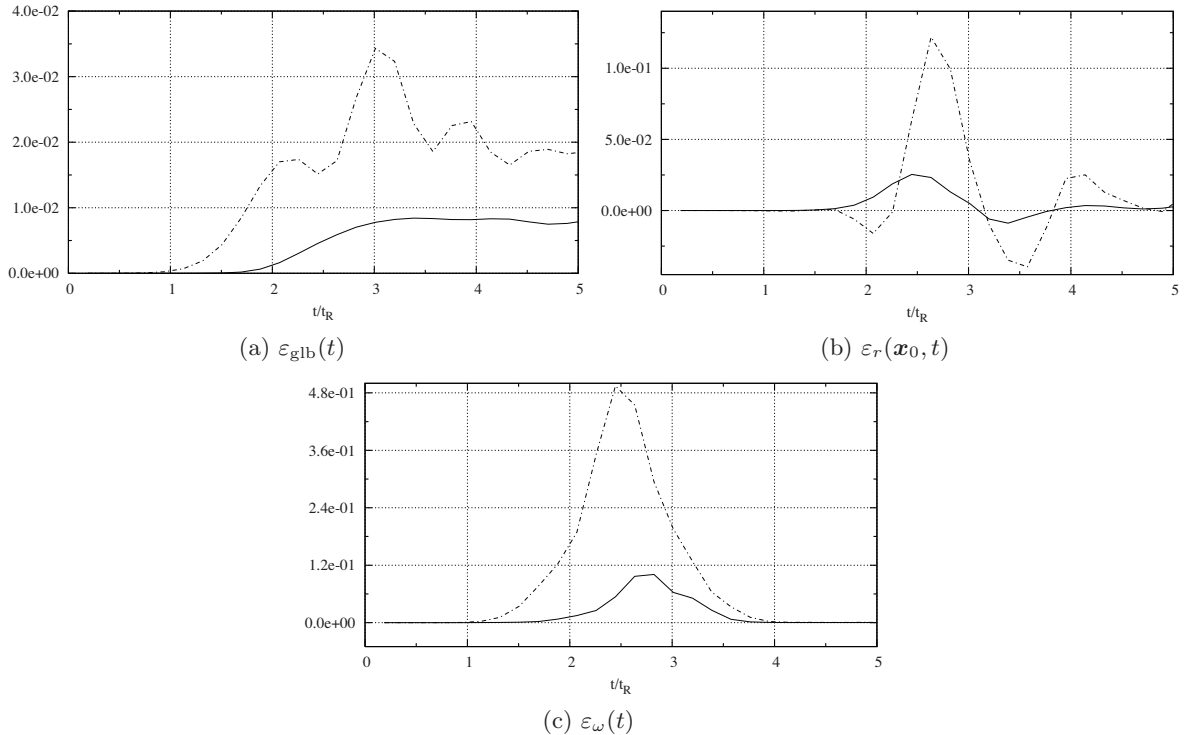 4.0e-02
3.0e-02
2.0e-02
1.0e-02
0.0e+00
0 1 2 3 4 5
t/t_R
(a) ε_glb(t)
1.0e-01
5.0e-02
0.0e+00
0 1 2 3 4 5
t/t_R
(b) ε_r(x_0, t)
4.8e-01
3.6e-01
2.4e-01
1.2e-01
0.0e+00
0 1 2 3 4 5
t/t_R
(c) ε_ω(t)